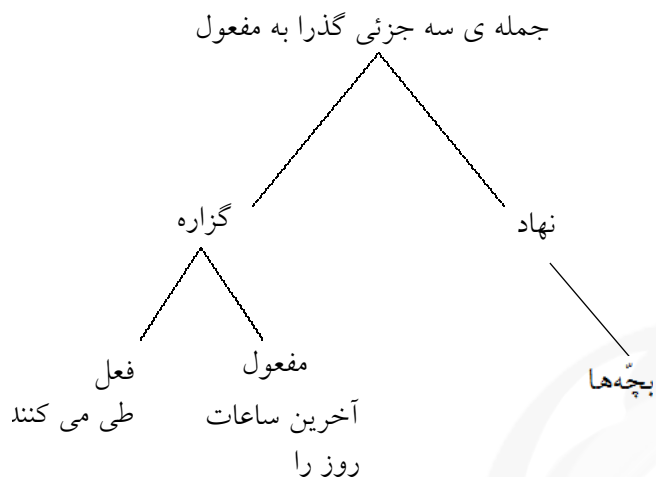 جمله ی سه جزئی گذرا به مفعول
نهاد
گزاره
بچّه‌ها
مفعول
آخرین ساعات
روز را
فعل
طی می کنند